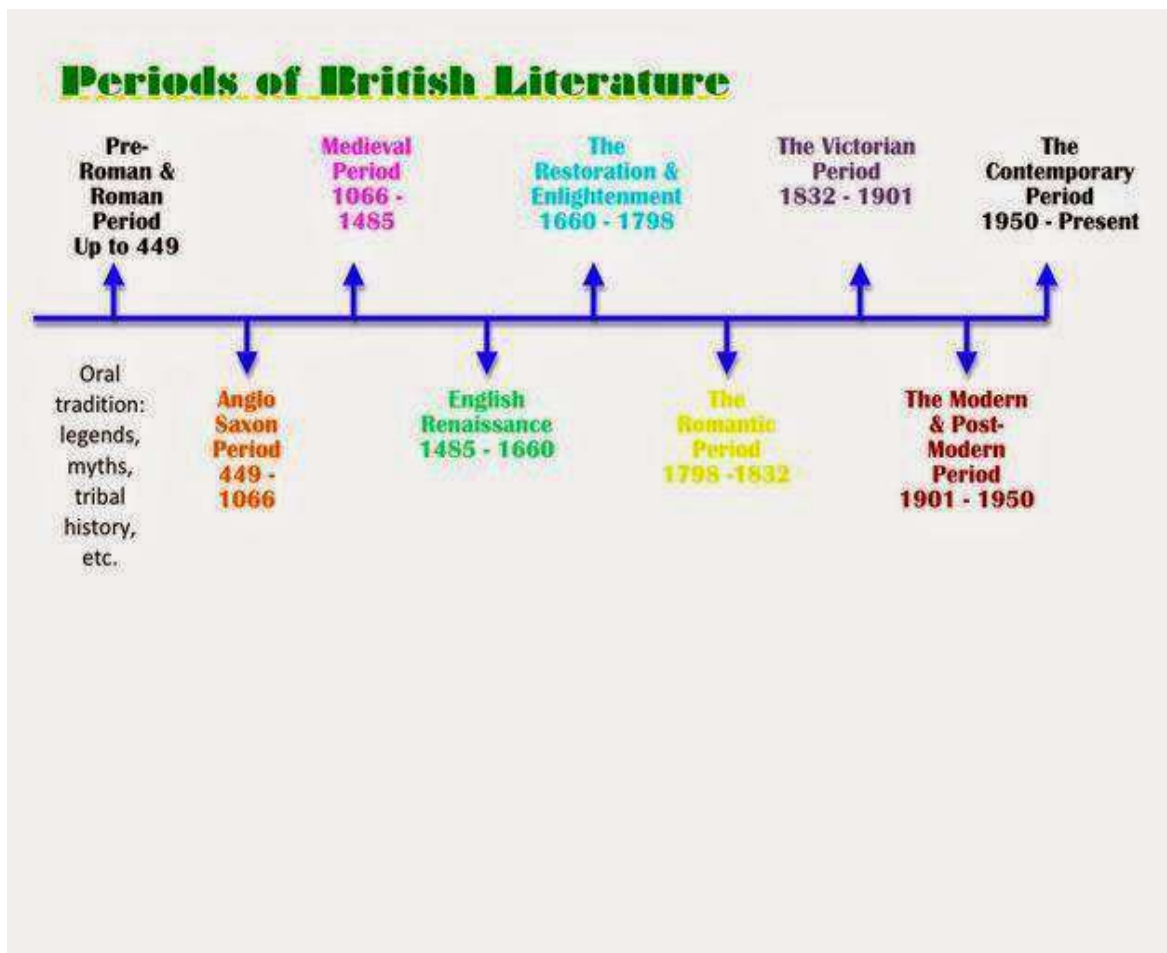 Periods of British Literature
Pre-
Roman &
Roman
Period
Up to 449
Medieval
Period
1066 -
1485
The
Restoration &
Enlightenment
1660 - 1798
The Victorian
Period
1832 - 1901
The
Contemporary
Period
1950 - Present
Oral
tradition:
legends,
myths,
tribal
history,
etc.
Anglo
Saxon
Period
449 -
1066
English
Renaissance
1485 - 1660
The
Romantic
Period
1798 -1832
The Modern
& Post-
Modern
Period
1901 - 1950